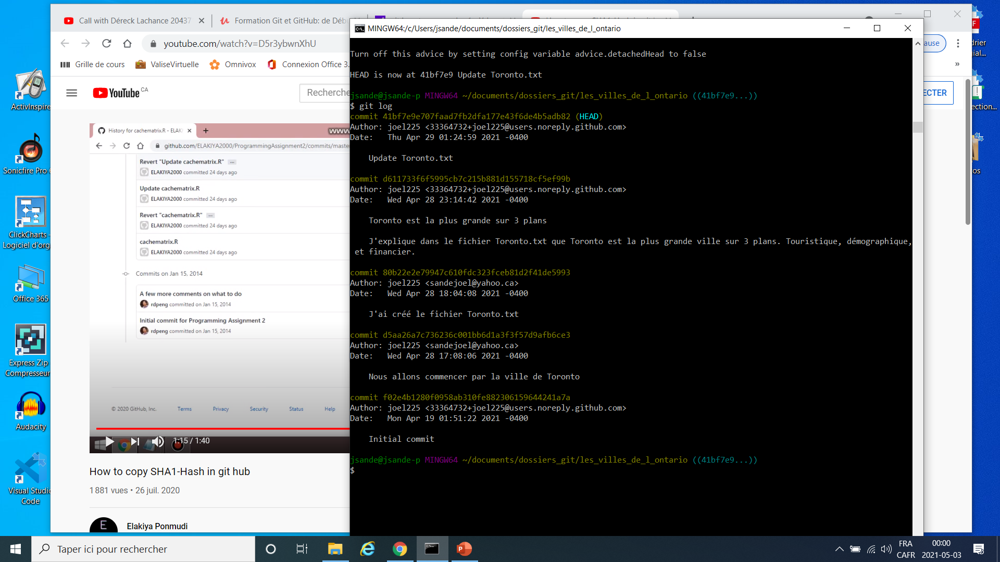 Call with Déreck Lachance 20437
Formation Git et GitHub: de Débu
youtube.com/watch?v=D5r3ybwnXhU
ause
Grille de cours
ValiseVirtuelle
Omnivox
Connexion Office 3
»
YouTube CA
Recherche
ECTER
ActivInspire
Sonicfire Pro 6
ClickCharts -
Logiciel d'org
Office 365
Express Zip
Compresseur
Audacity
Visual Studio
Code
drier
ial...
ection...
tos
History for cachematrix.R - ELAKI
www
github.com/ELAKIYA2000/ProgrammingAssignment2/commits/maste
Revert "Update cachematrix.R" ...
ELAKIYA2000 committed 24 days ago
Update cachematrix.R
ELAKIYA2000 committed 24 days ago
Revert "cachematrix.R" ...
ELAKIYA2000 committed 24 days ago
cachematrix.R
ELAKIYA2000 committed 24 days ago
Commits on Jan 15, 2014
A few more comments on what to do
rdpeng committed on Jan 15, 2014
Initial commit for Programming Assignment 2
rdpeng committed on Jan 15, 2014
© 2020 GitHub, Inc. Terms Privacy Security Status Help
1:15 / 1:40
How to copy SHA1-Hash in git hub
1 881 vues • 26 juil. 2020
E
Elakiya Ponmudi
MINGW64:/c/Users/jsande/documents/dossiers_git/les_villes_de_l_ontario
Turn off this advice by setting config variable advice.detachedHead to false
HEAD is now at 41bf7e9 Update Toronto.txt
jsande@jsande-p MINGW64 ~/documents/dossiers_git/les_villes_de_l_ontario ((41bf7e9...))
$ git log
commit 41bf7e9e707faad7fb2dfa177e43f6de4b5adb82 (HEAD)
Author: joel225 <33364732+joel225@users.noreply.github.com>
Date: Thu Apr 29 01:24:59 2021 -0400
Update Toronto.txt
commit d611733f6f5995cb7c215b881d155718cf5ef99b
Author: joel225 <33364732+joel225@users.noreply.github.com>
Date: Wed Apr 28 23:14:42 2021 -0400
Toronto est la plus grande sur 3 plans
J'explique dans le fichier Toronto.txt que Toronto est la plus grande ville sur 3 plans. Touristique, démographique,
et financier.
commit 80b22e2e79947c610fdc323fceb81d2f41de5993
Author: joel225 <sandejoel@yahoo.ca>
Date: Wed Apr 28 18:04:08 2021 -0400
J'ai créé le fichier Toronto.txt
commit d5aa26a7c736236c001bb6d1a3f3f57d9afb6ce3
Author: joel225 <sandejoel@yahoo.ca>
Date: Wed Apr 28 17:08:06 2021 -0400
Nous allons commencer par la ville de Toronto
commit f02e4b1280f0958ab310fe882306159644241a7a
Author: joel225 <33364732+joel225@users.noreply.github.com>
Date: Mon Apr 19 01:51:22 2021 -0400
Initial commit
jsande@jsande-p MINGW64 ~/documents/dossiers_git/les_villes_de_l_ontario ((41bf7e9...))
$
Taper ici pour rechercher
FRA
CAFR
00:00
2021-05-03